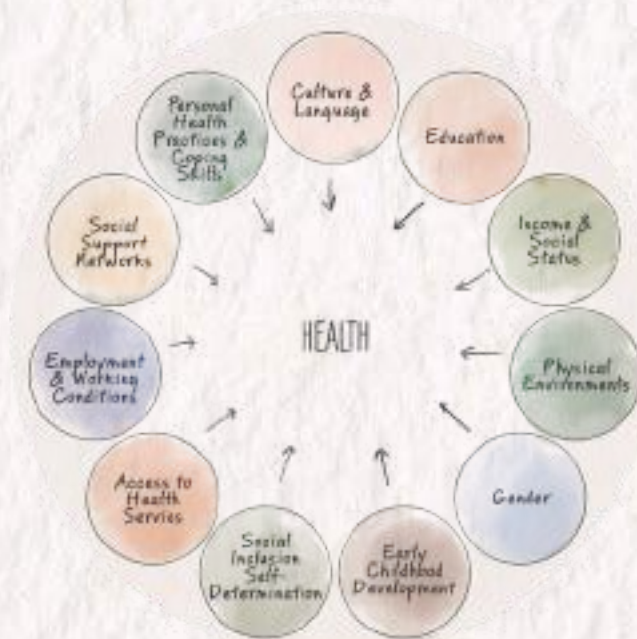 Culture &
Language
Education
Income &
Social
Status
Physical
Environments
Gender
Early
Childhood
Development
Social
Inclusion
Self-
Determination
Access to
Health
Servies
Employment
& Working
Conditions
Social
Support
Networks
Personal
Health
Practices &
Coping
Skills
HEALTH